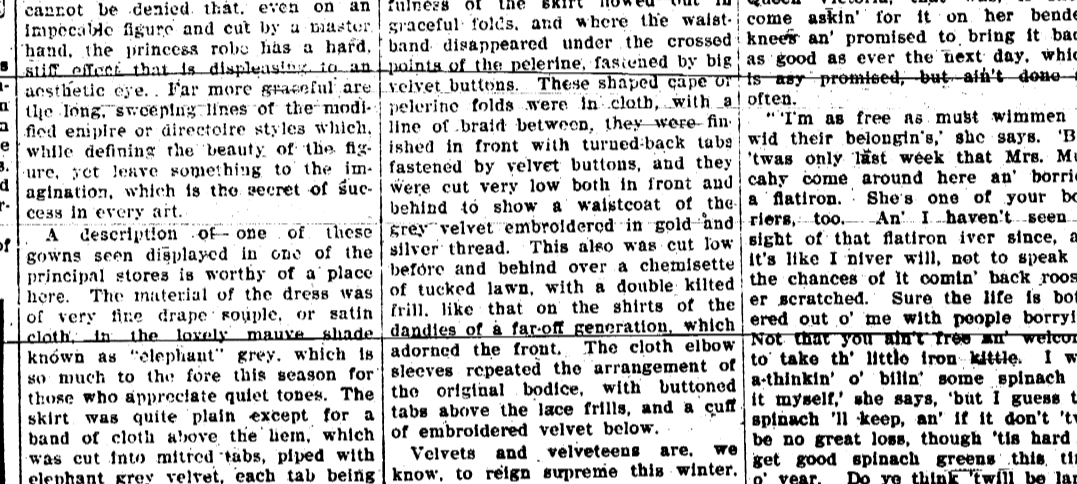 cannot be denied that, even on an
impecable figure and cut by a master
hand, the princess robe has a hard,
stiff effect that is displeasing to an
aesthetic eye. Far more graceful are
the long, sweeping lines of the modi-
fied enipire or directoire styles which,
while defining the beauty of the fig-
ure, yet leave something to the im-
agination, which is the secret of suc-
cess in every art.
A description of one of these
gowns seen displayed in one of the
principal stores is worthy of a place
here. The material of the dress was
of very fine drape souple, or satin
cloth, in the lovely mauve shade
known as "elephant" grey, which is
so much to the fore this season for
those who appreciate quiet tones. The
skirt was quite plain except for a
band of cloth above the hem, which
was cut into mitred tabs, piped with
elephant grey velvet, each tab being
fulness of the skirt flowed out in
graceful folds, and where the waist-
band disappeared under the crossed
points of the pelerine, fastened by big
velvet buttons. These shaped cape or
pelerine folds were in cloth, with a
line of braid between, they were fin-
ished in front with turned-back tabs
fastened by velvet buttons, and they
were cut very low both in front and
behind to show a waistcoat of the
grey velvet embroidered in gold and
silver thread. This also was cut low
before and behind over a chemisette
of tucked lawn, with a double kilted
frill, like that on the shirts of the
dandies of a far-off generation, which
adorned the front. The cloth elbow
sleeves repeated the arrangement of
the original bodice, with buttoned
tabs above the lace frills, and a cuff
of embroidered velvet below.
Velvets and velveteens are, we
know, to reign supreme this winter.
come askin' for it on her bende
knees an' promised to bring it bac
as good as ever the next day, whic
is asy promised, but ain't done
often.
"'I'm as free as must wimmen
wid their belongin's,' she says. 'B
'twas only last week that Mrs. Mu
cahy come around here an' borri
a flatiron. She's one of your bo
riers, too. An' I haven't seen
sight of that flatiron iver since, a
it's like I niver will, not to speak
the chances of it comin' back roos
er scratched. Sure the life is bot
ered out o' me with people borryi
Not that you ain't free an' welcom
to take th' little iron kittle. I w
a-thinkin' o' bilin' some spinach
it myself,' she says, 'but I guess t
spinach 'll keep, an' if it don't 'tw
be no great loss, though 'tis hard
get good spinach greens this tim
o' year. Do ye think 'twill be lar